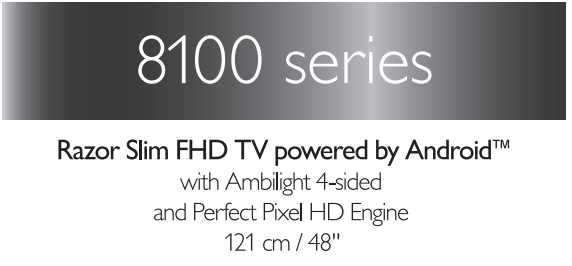 8100 series
Razor Slim FHD TV powered by Android™
with Ambilight 4-sided
and Perfect Pixel HD Engine
121 cm / 48"